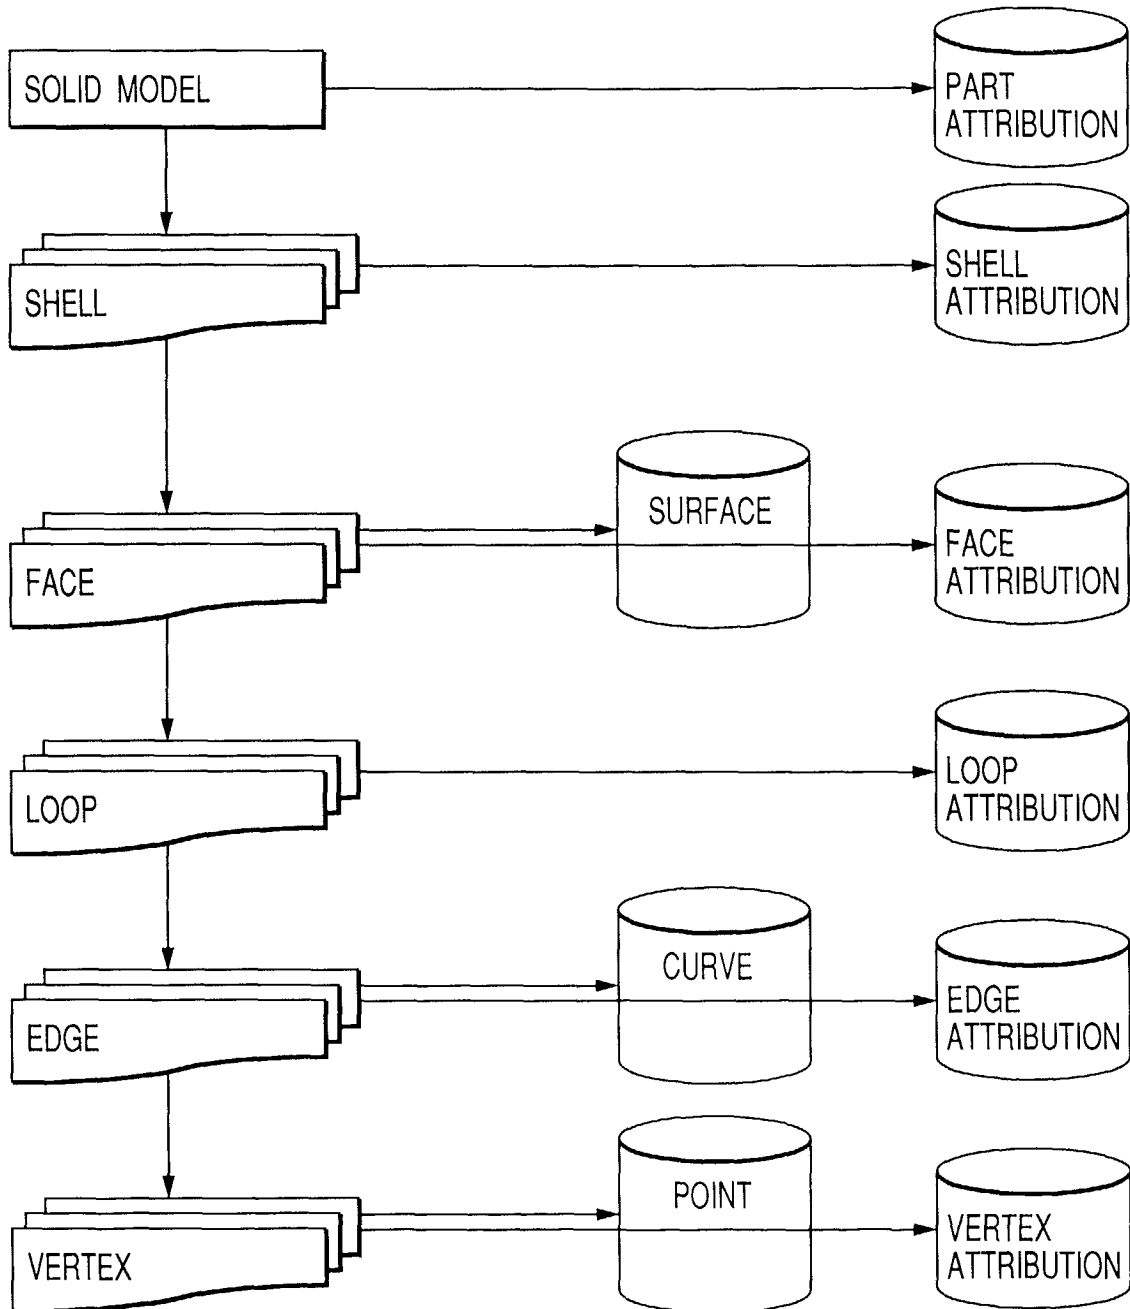 SOLID MODEL
PART
ATTRIBUTION
SHELL
SHELL
ATTRIBUTION
FACE
SURFACE
FACE
ATTRIBUTION
LOOP
LOOP
ATTRIBUTION
EDGE
CURVE
EDGE
ATTRIBUTION
VERTEX
POINT
VERTEX
ATTRIBUTION